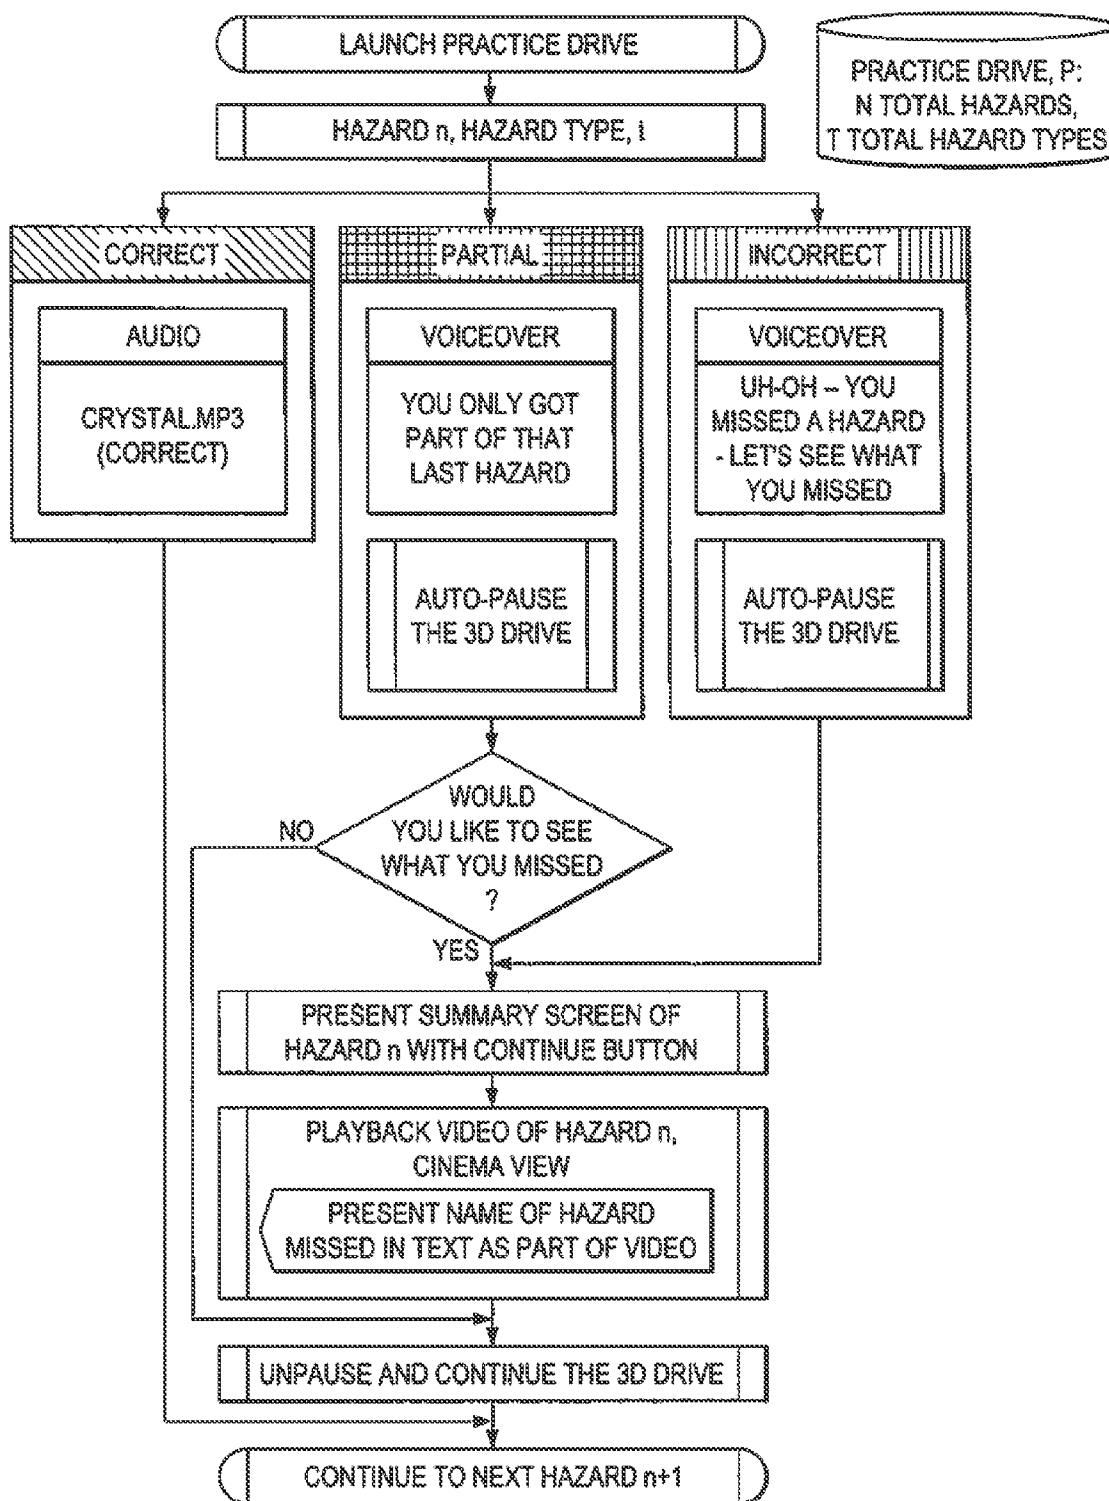 LAUNCH PRACTICE DRIVE
PRACTICE DRIVE, P:
N TOTAL HAZARDS,
T TOTAL HAZARD TYPES
HAZARD n, HAZARD TYPE, t
CORRECT
AUDIO
CRYSTAL.MP3
(CORRECT)
PARTIAL
VOICEOVER
YOU ONLY GOT
PART OF THAT
LAST HAZARD
AUTO-PAUSE
THE 3D DRIVE
INCORRECT
VOICEOVER
UH-OH – YOU
MISSED A HAZARD
- LET'S SEE WHAT
YOU MISSED
AUTO-PAUSE
THE 3D DRIVE
WOULD
YOU LIKE TO SEE
WHAT YOU MISSED
?
NO
YES
PRESENT SUMMARY SCREEN OF
HAZARD n WITH CONTINUE BUTTON
PLAYBACK VIDEO OF HAZARD n,
CINEMA VIEW
PRESENT NAME OF HAZARD
MISSED IN TEXT AS PART OF VIDEO
UNPAUSE AND CONTINUE THE 3D DRIVE
CONTINUE TO NEXT HAZARD n+1